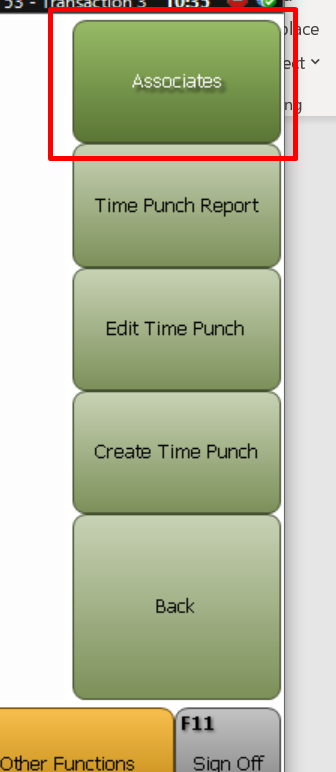 53 - Transaction 3 10:35
Associates
Time Punch Report
Edit Time Punch
Create Time Punch
Back
F11
Other Functions
Sign Off